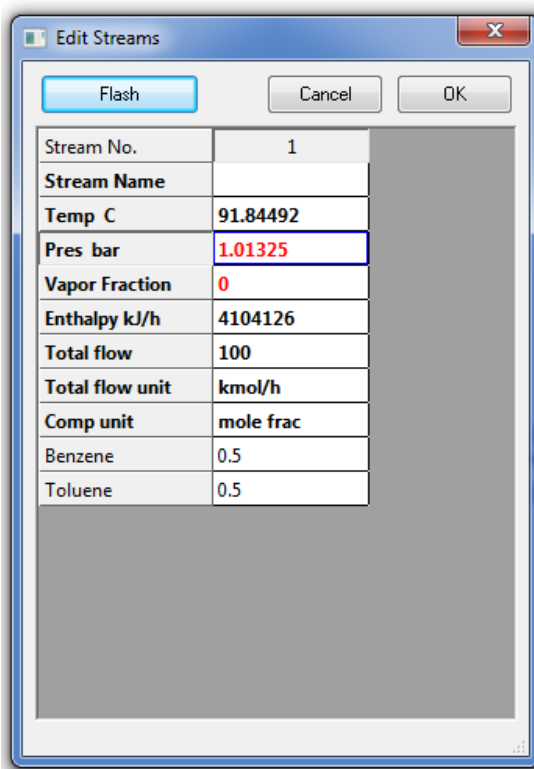 Edit Streams
Flash Cancel OK
Stream No. 1
Stream Name
Temp C 91.84492
Pres bar 1.01325
Vapor Fraction 0
Enthalpy kJ/h 4104126
Total flow 100
Total flow unit kmol/h
Comp unit mole frac
Benzene 0.5
Toluene 0.5